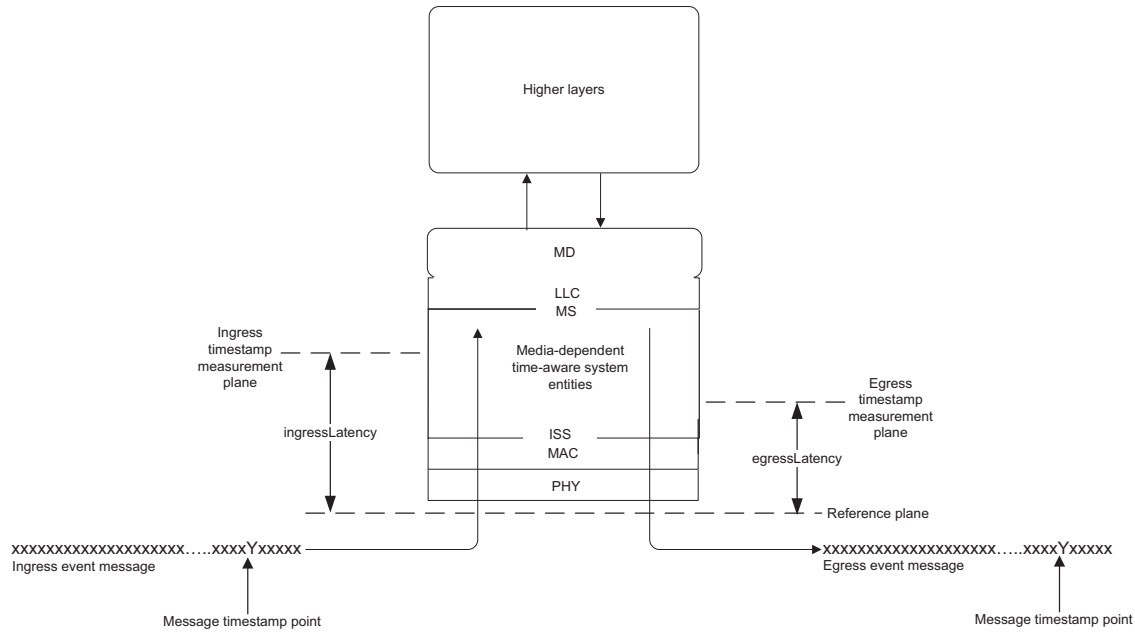 Higher layers
MD
LLC
MS
Ingress
timestamp
measurement
plane
Media-dependent
time-aware system
entities
Egress
timestamp
measurement
plane
ingressLatency
ISS
MAC
egressLatency
PHY
Reference plane
xxxxxxxxxxxxxxxxxxxx…..xxxxYxxxxx
Ingress event message
xxxxxxxxxxxxxxxxxxxx…..xxxxYxxxxx
Egress event message
Message timestamp point
Message timestamp point